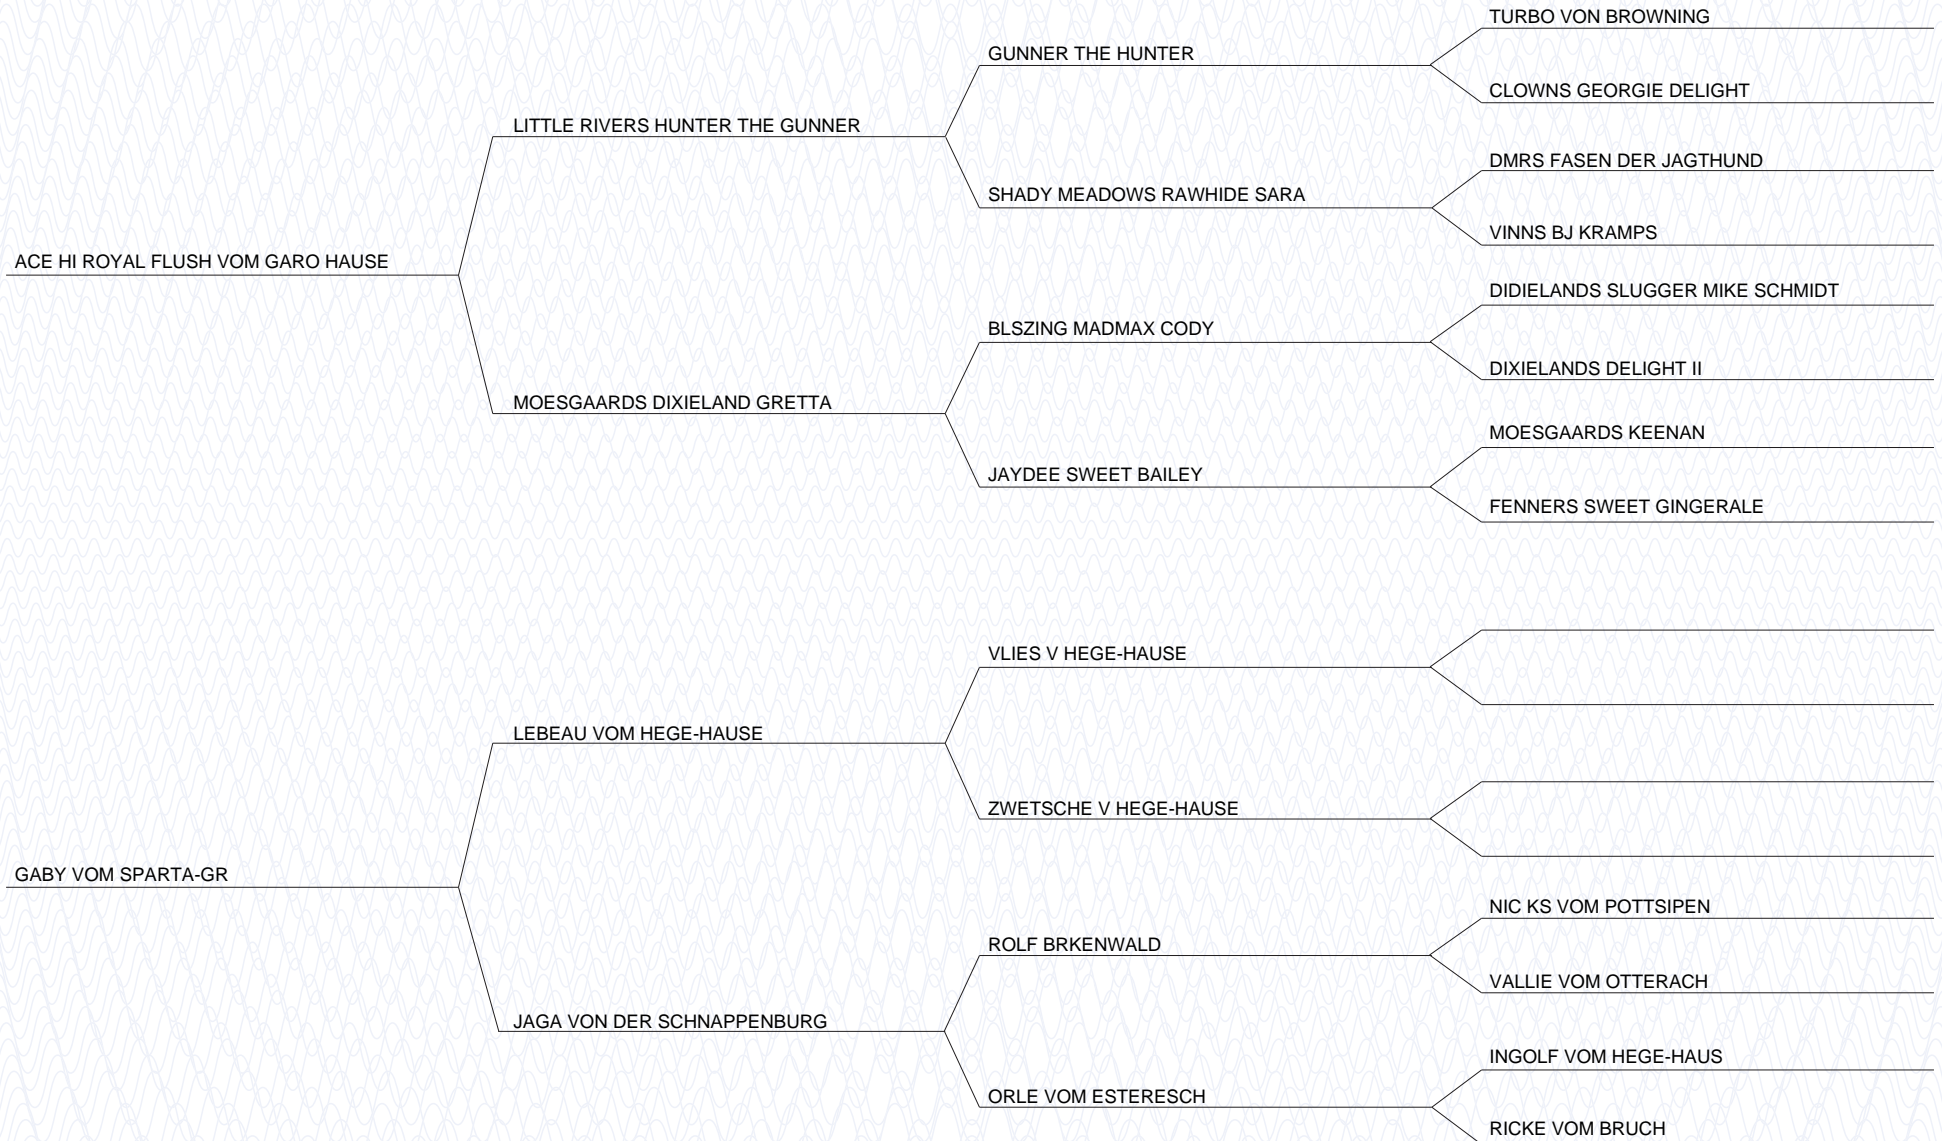 TURBO VON BROWNING
GUNNER THE HUNTER
CLOWNS GEORGIE DELIGHT
LITTLE RIVERS HUNTER THE GUNNER
DMRS FASEN DER JAGTHUND
SHADY MEADOWS RAWHIDE SARA
VINNS BJ KRAMPS
ACE HI ROYAL FLUSH VOM GARO HAUSE
DIDIELANDS SLUGGER MIKE SCHMIDT
BLSZING MADMAX CODY
DIXIELANDS DELIGHT II
MOESGAARDS DIXIELAND GRETTA
MOESGAARDS KEENAN
JAYDEE SWEET BAILEY
FENNERS SWEET GINGERALE
VLIES V HEGE-HAUSE
LEBEAU VOM HEGE-HAUSE
ZWETSCHE V HEGE-HAUSE
GABY VOM SPARTA-GR
NIC KS VOM POTTSIPEN
ROLF BRKENWALD
VALLIE VOM OTTERACH
JAGA VON DER SCHNAPPENBURG
INGOLF VOM HEGE-HAUS
ORLE VOM ESTERESCH
RICKE VOM BRUCH